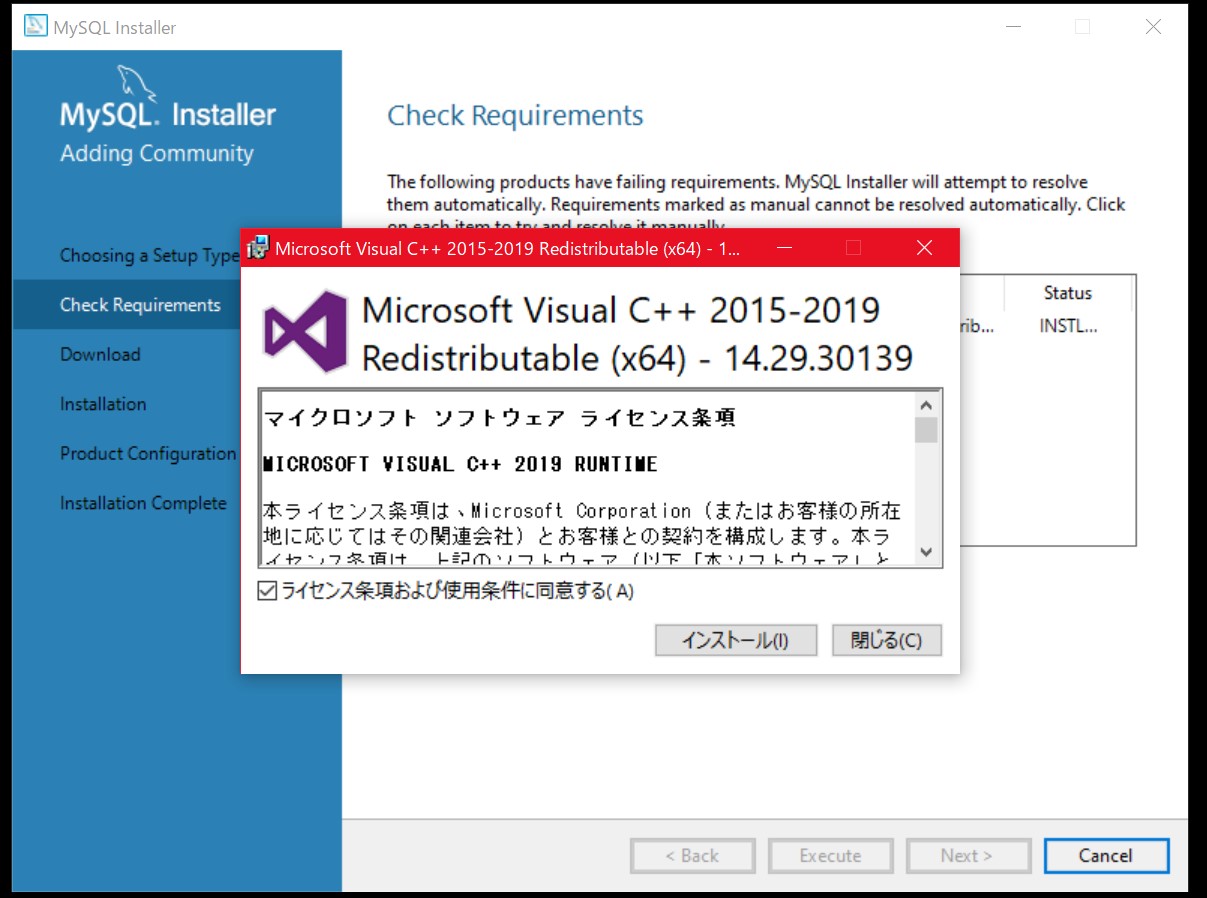 MySQL Installer
MySQL. Installer
Adding Community
Choosing a Setup Type
Check Requirements
Download
Installation
Product Configuration
Installation Complete
Check Requirements
The following products have failing requirements. MySQL Installer will attempt to resolve
them automatically. Requirements marked as manual cannot be resolved automatically. Click
on each item to try and resolve it manually.
Status
rib... INSTL...
Microsoft Visual C++ 2015-2019 Redistributable (x64) - 1...
Microsoft Visual C++ 2015-2019
Redistributable (x64) - 14.29.30139
マイクロソフト ソフトウェア ライセンス条項
MICROSOFT VISUAL C++ 2019 RUNTIME
本ライセンス条項は、Microsoft Corporation (またはお客様の所在
地に応じてはその関連会社) とお客様との契約を構成します。本ラ
イセンス条項は、上記のソフトウェア (以下「本ソフトウェア」と
ライセンス条項および使用条件に同意する(A)
インストール(I)
閉じる(C)
< Back
Execute
Next >
Cancel